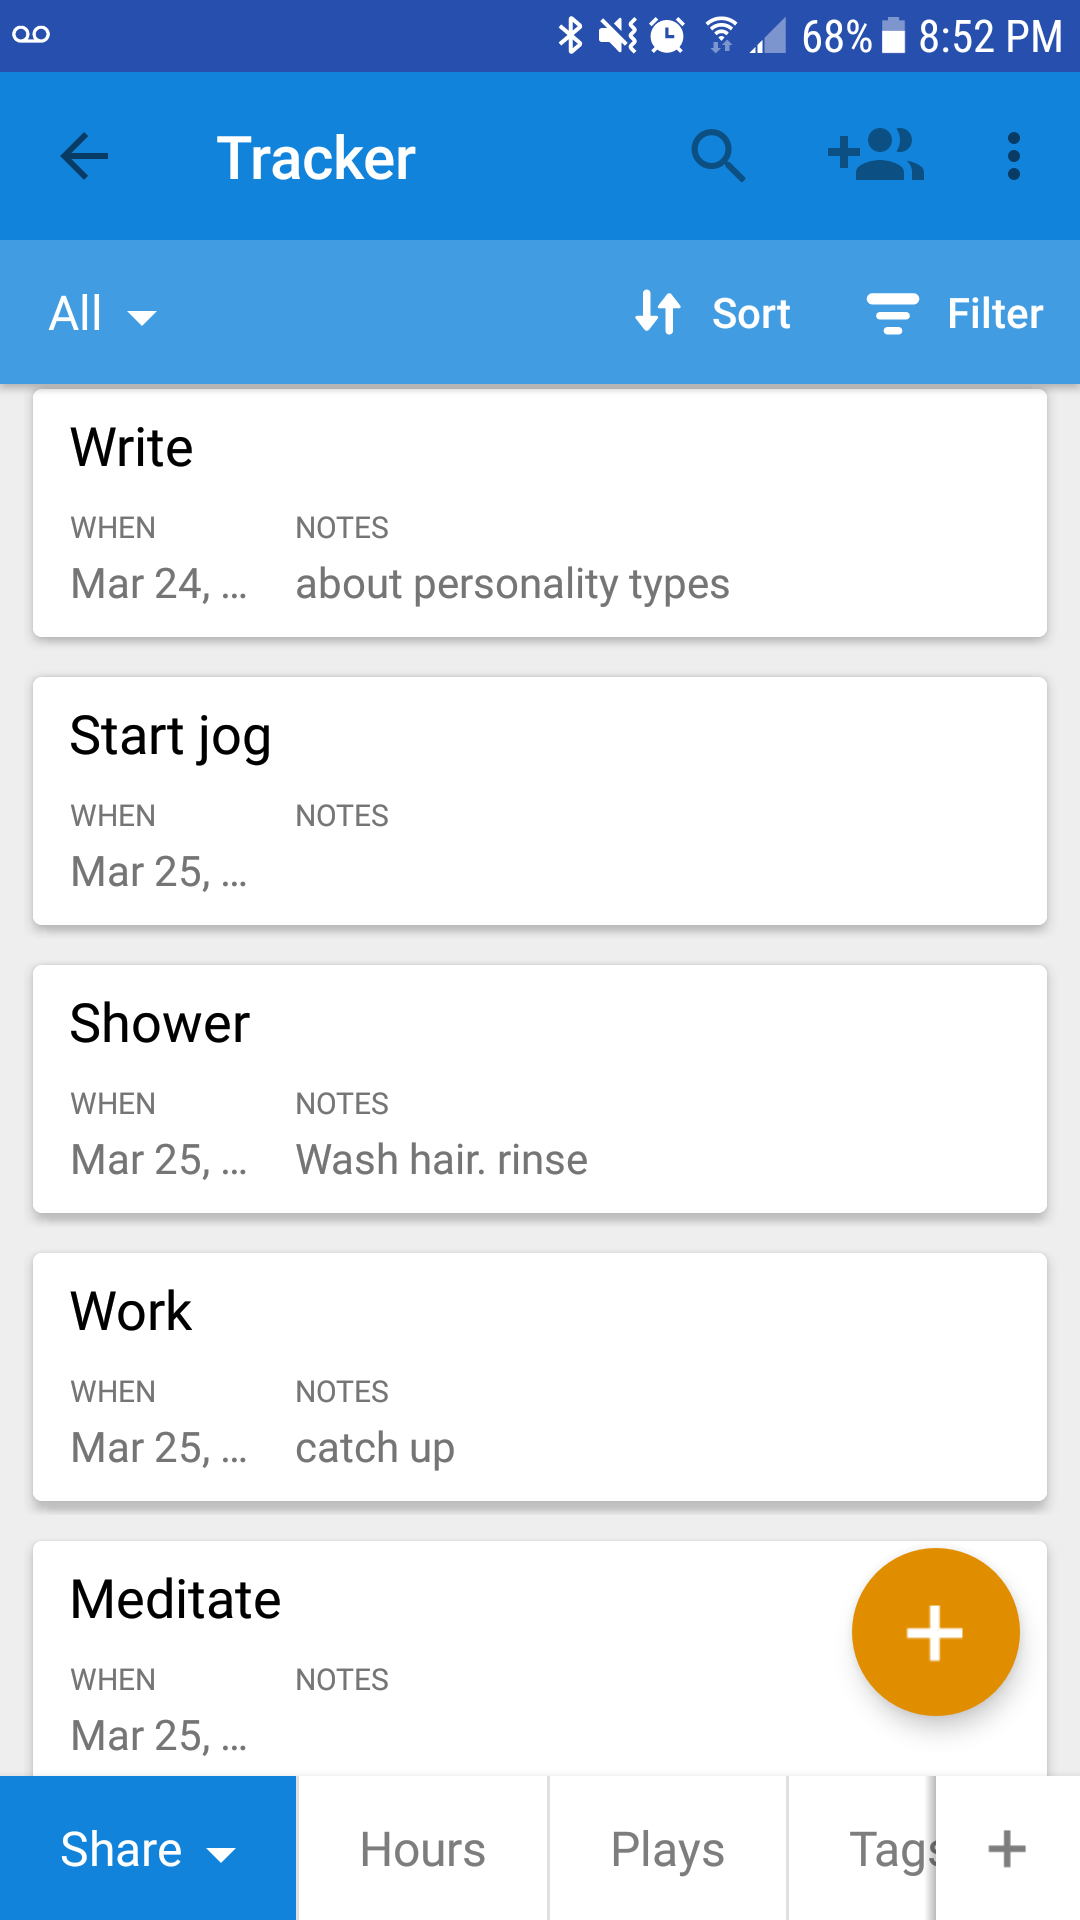 68% 8:52 PM
Tracker
All Sort Filter
Write
WHEN NOTES
Mar 24, ... about personality types
Start jog
WHEN NOTES
Mar 25, ...
Shower
WHEN NOTES
Mar 25, ... Wash hair. rinse
Work
WHEN NOTES
Mar 25, ... catch up
Meditate
WHEN NOTES
Mar 25, ...
Share Hours Plays Tags